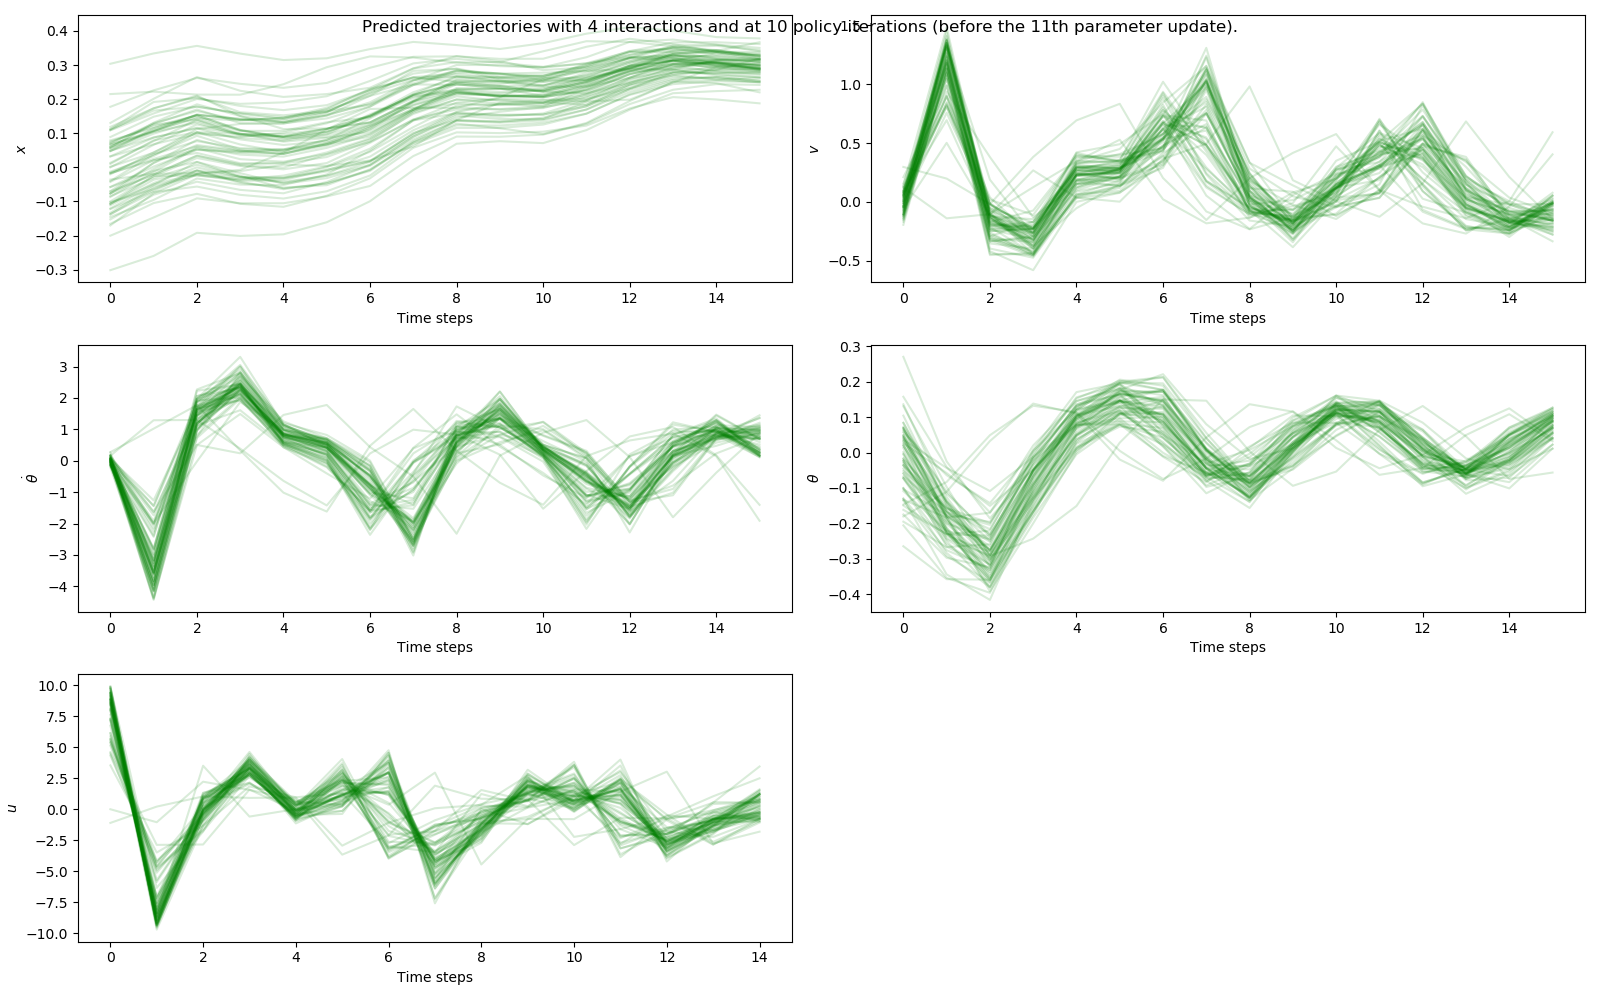 Predicted trajectories with 4 interactions and at 10 policy iterations (before the 11th parameter update).
0.4
0.3
0.2
0.1
0.0
−0.1
−0.2
−0.3
x
0 2 4 6 8 10 12 14
Time steps
1.5
1.0
0.5
0.0
−0.5
v
0 2 4 6 8 10 12 14
Time steps
3
2
1
0
−1
−2
−3
−4
θ̇
0 2 4 6 8 10 12 14
Time steps
0.3
0.2
0.1
0.0
−0.1
−0.2
−0.3
−0.4
θ
0 2 4 6 8 10 12 14
Time steps
10.0
7.5
5.0
2.5
0.0
−2.5
−5.0
−7.5
−10.0
u
0 2 4 6 8 10 12 14
Time steps